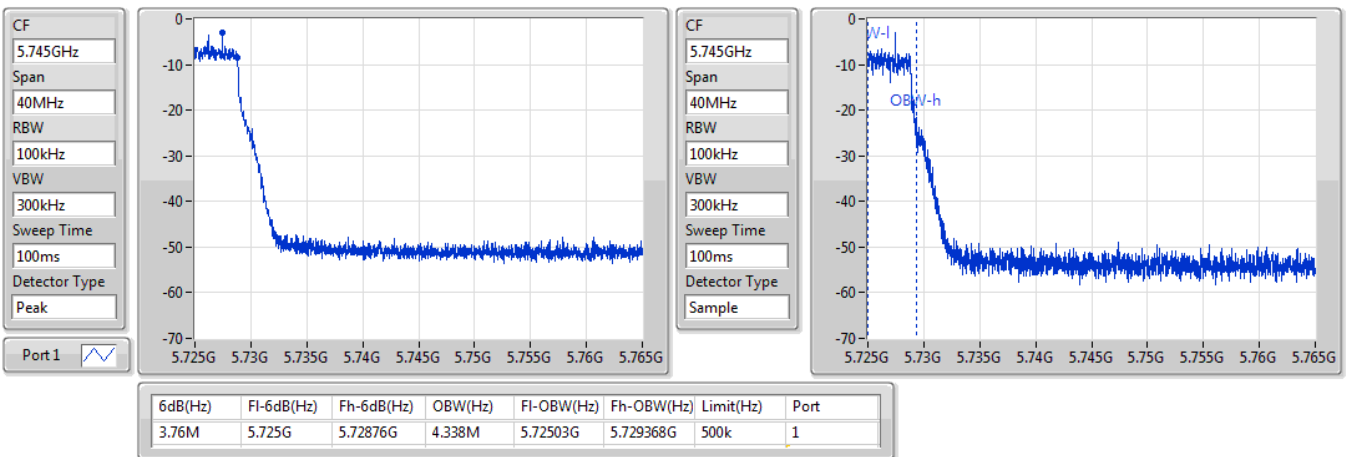 CF
5.745GHz
Span
40MHz
RBW
100kHz
VBW
300kHz
Sweep Time
100ms
Detector Type
Peak
Port 1
0
-10
-20
-30
-40
-50
-60
-70
5.725G 5.73G 5.735G 5.74G 5.745G 5.75G 5.755G 5.76G 5.765G
CF
5.745GHz
Span
40MHz
RBW
100kHz
VBW
300kHz
Sweep Time
100ms
Detector Type
Sample
0
-10
-20
-30
-40
-50
-60
-70
W-l
OBW-h
5.725G 5.73G 5.735G 5.74G 5.745G 5.75G 5.755G 5.76G 5.765G
6dB(Hz) Fl-6dB(Hz) Fh-6dB(Hz) OBW(Hz) Fl-OBW(Hz) Fh-OBW(Hz) Limit(Hz) Port
3.76M 5.725G 5.72876G 4.338M 5.72503G 5.729368G 500k 1